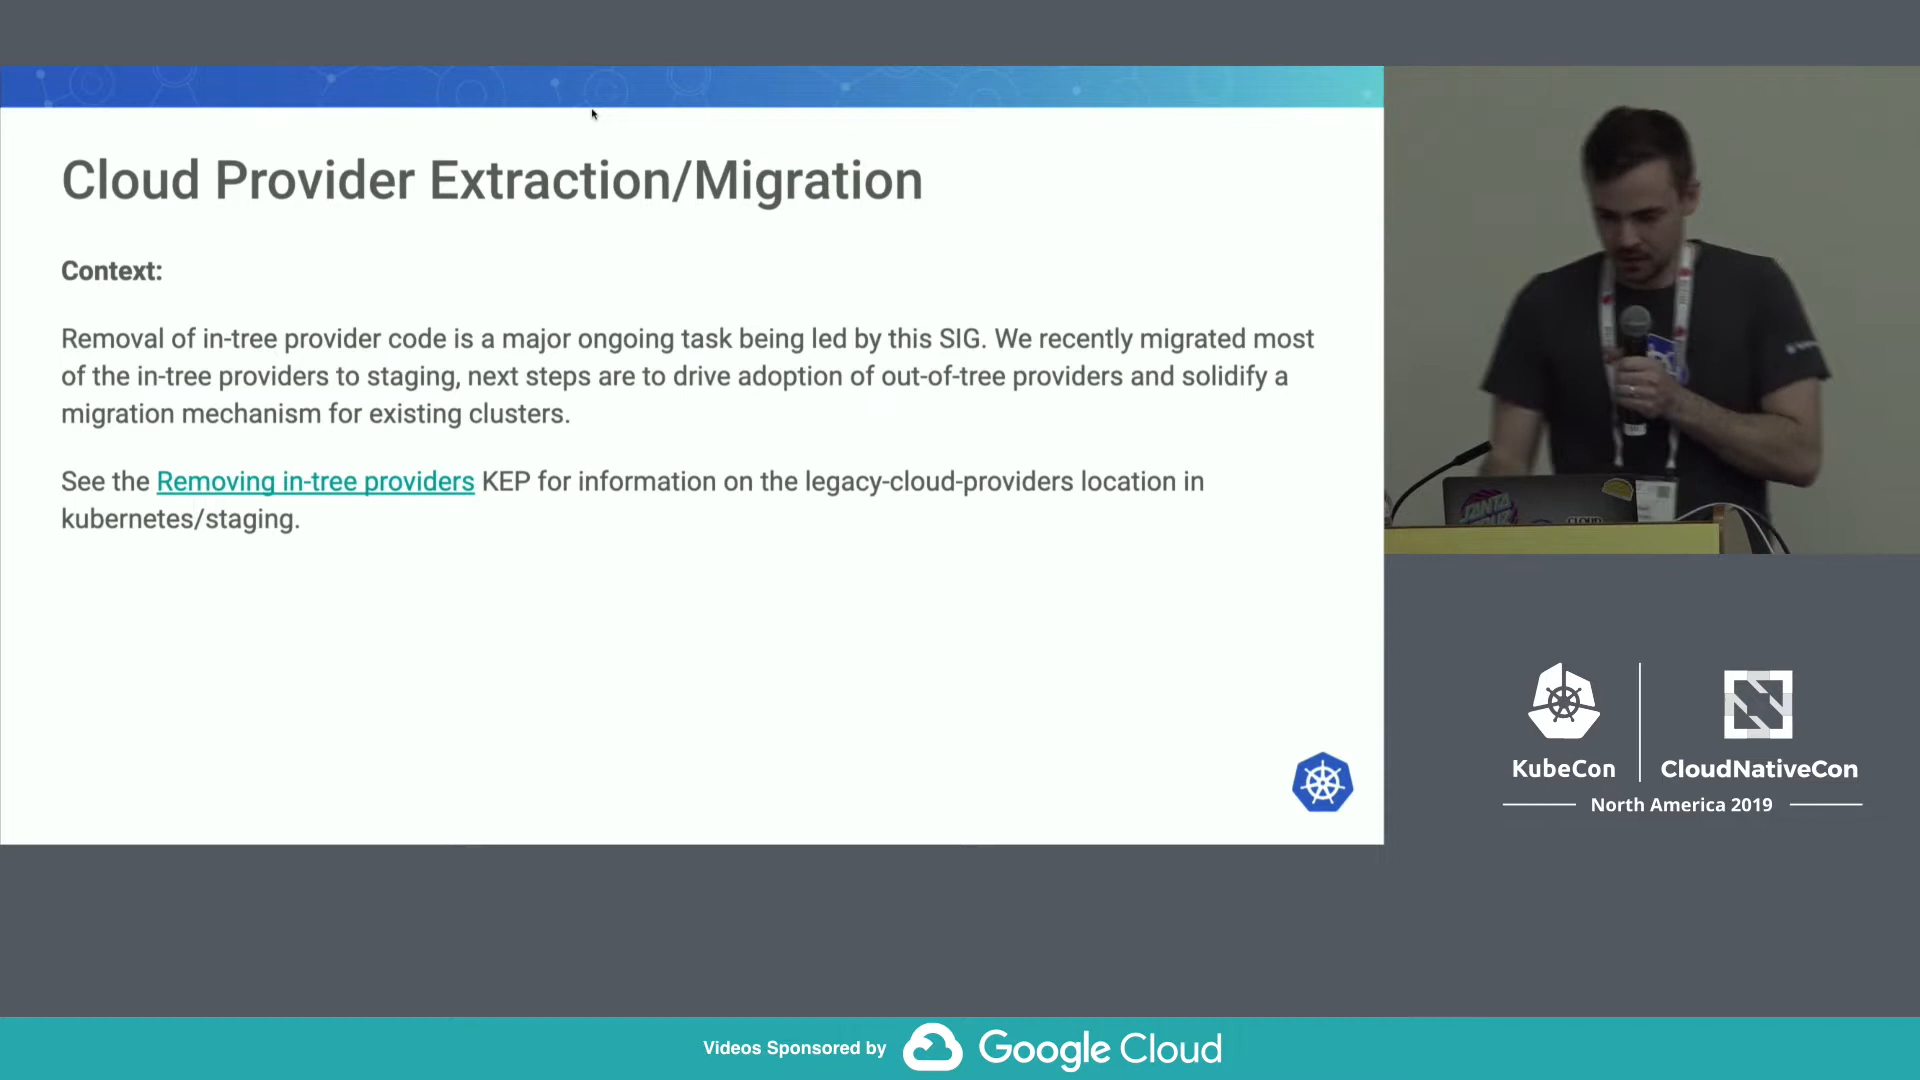 Cloud Provider Extraction/Migration
Context:
Removal of in-tree provider code is a major ongoing task being led by this SIG. We recently migrated most
of the in-tree providers to staging, next steps are to drive adoption of out-of-tree providers and solidify a
migration mechanism for existing clusters.
See the Removing in-tree providers KEP for information on the legacy-cloud-providers location in
kubernetes/staging.
SANTA
CLOUD
KubeCon
CloudNativeCon
North America 2019
Videos Sponsored by
Google Cloud